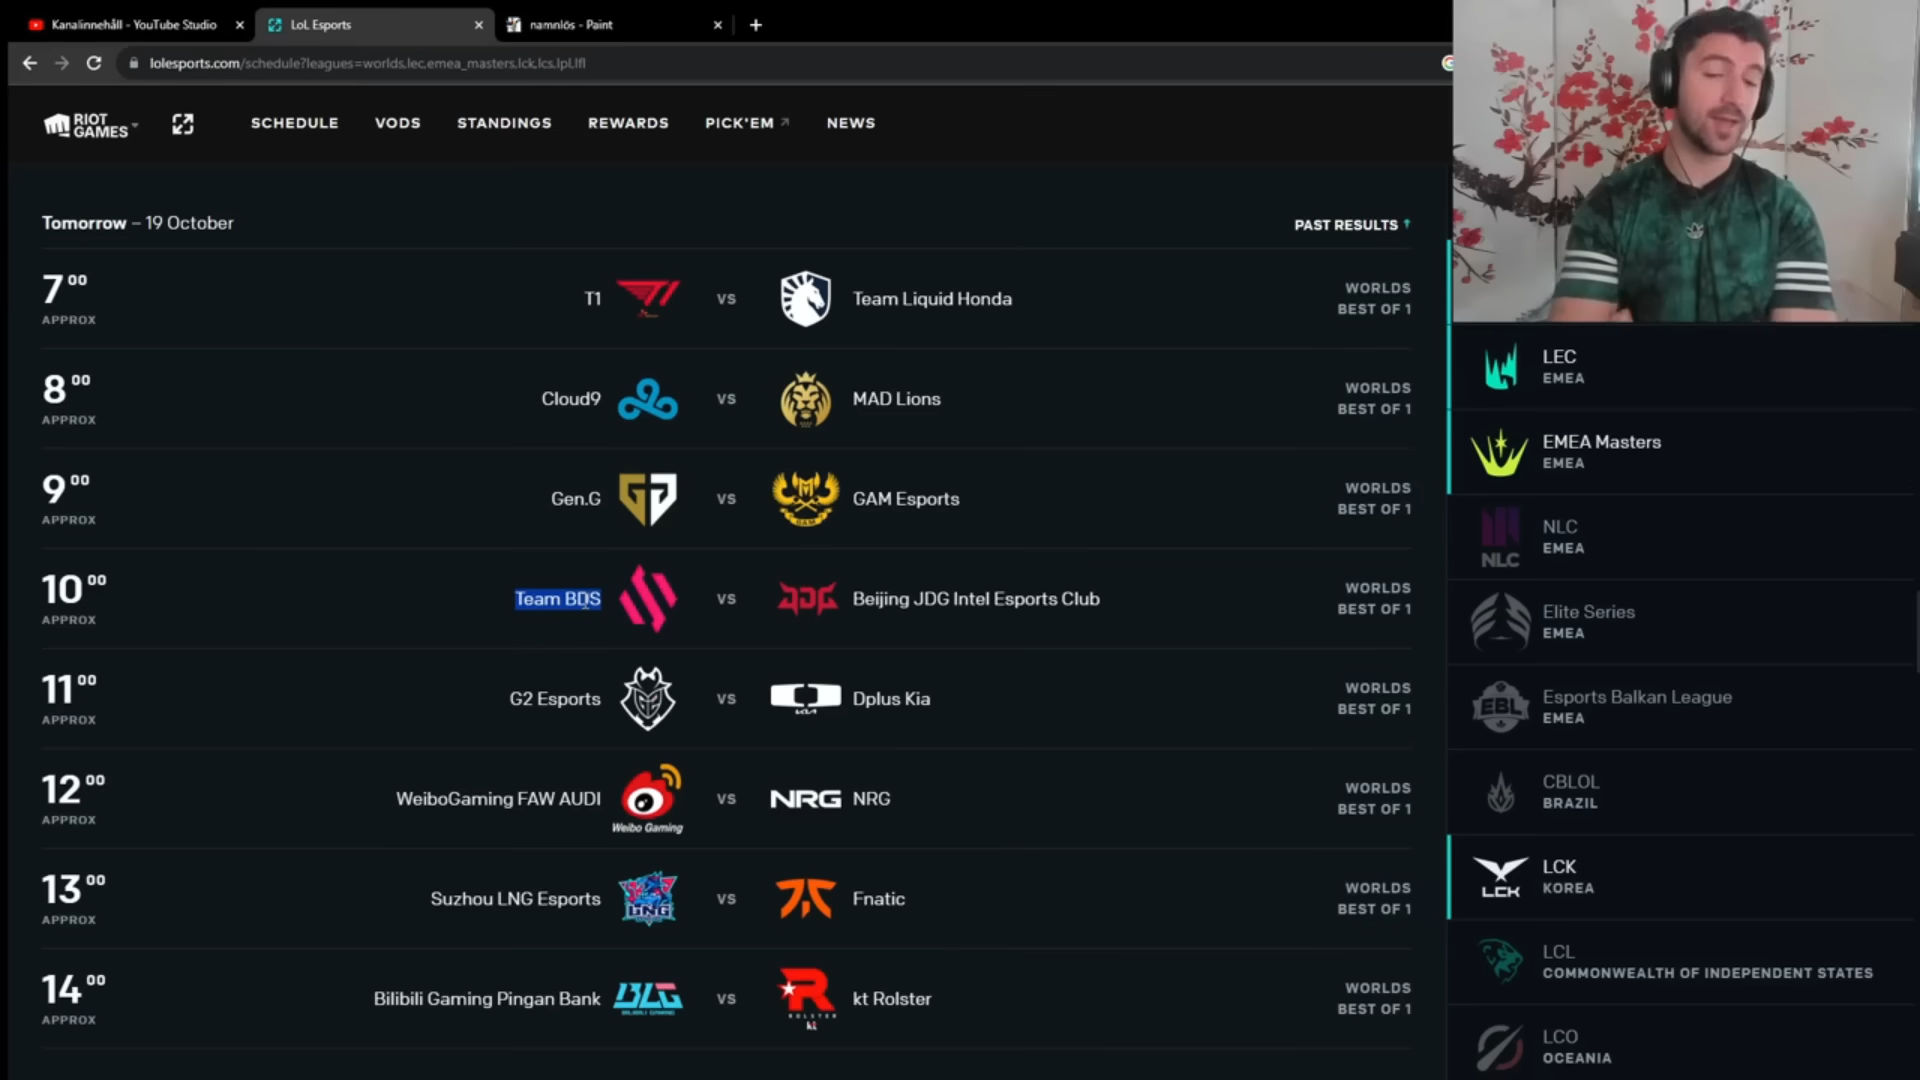 Kanalinnehåll - YouTube Studio
LoL Esports
namnlös - Paint
lolesports.com/schedule?leagues=worlds,lec,emea_masters,lck,lcs,lpl,lfl
RIOT GAMES
SCHEDULE
VODS
STANDINGS
REWARDS
PICK'EM
NEWS
Tomorrow – 19 October
PAST RESULTS
7 00
APPROX
T1
VS
Team Liquid Honda
WORLDS
BEST OF 1
8 00
APPROX
Cloud9
VS
MAD Lions
WORLDS
BEST OF 1
9 00
APPROX
Gen.G
VS
GAM
GAM Esports
WORLDS
BEST OF 1
10 00
APPROX
Team BDS
VS
JDG
Beijing JDG Intel Esports Club
WORLDS
BEST OF 1
11 00
APPROX
G2 Esports
VS
KIA
Dplus Kia
WORLDS
BEST OF 1
12 00
APPROX
WeiboGaming FAW AUDI
Weibo Gaming
VS
NRG
NRG
WORLDS
BEST OF 1
13 00
APPROX
Suzhou LNG Esports
LNG
VS
Fnatic
WORLDS
BEST OF 1
14 00
APPROX
Bilibili Gaming Pingan Bank
BLG
BILIBILI GAMING
VS
R
ROLSTER
kt
kt Rolster
WORLDS
BEST OF 1
LEC
EMEA
EMEA Masters
EMEA
NLC
NLC
EMEA
Elite Series
EMEA
EBL
Esports Balkan League
EMEA
CBLOL
BRAZIL
LCK
LCK
KOREA
LCL
COMMONWEALTH OF INDEPENDENT STATES
LCO
OCEANIA